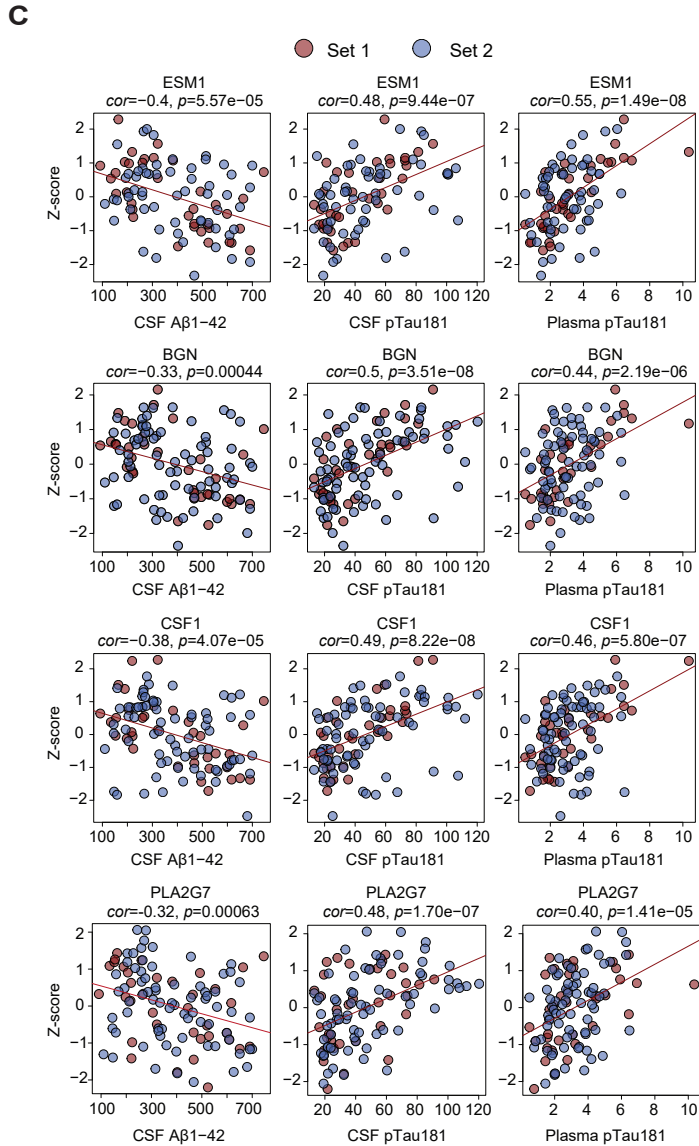 C
Set 1 Set 2
ESM1 ESM1 ESM1
cor=−0.4, p=5.57e−05 cor=0.48, p=9.44e−07 cor=0.55, p=1.49e−08
Z-score
2
1
0
−1
−2
100 300 500 700 20 40 60 80 100 120 2 4 6 8 10
CSF Aβ1−42 CSF pTau181 Plasma pTau181
BGN BGN BGN
cor=−0.33, p=0.00044 cor=0.5, p=3.51e−08 cor=0.44, p=2.19e−06
Z-score
2
1
0
−1
−2
100 300 500 700 20 40 60 80 100 120 2 4 6 8 10
CSF Aβ1−42 CSF pTau181 Plasma pTau181
CSF1 CSF1 CSF1
cor=−0.38, p=4.07e−05 cor=0.49, p=8.22e−08 cor=0.46, p=5.80e−07
Z-score
2
1
0
−1
−2
100 300 500 700 20 40 60 80 100 120 2 4 6 8 10
CSF Aβ1−42 CSF pTau181 Plasma pTau181
PLA2G7 PLA2G7 PLA2G7
cor=-0.32, p=0.00063 cor=0.48, p=1.70e−07 cor=0.40, p=1.41e−05
Z-score
2
1
0
−1
−2
100 300 500 700 20 40 60 80 100 120 2 4 6 8 10
CSF Aβ1−42 CSF pTau181 Plasma pTau181